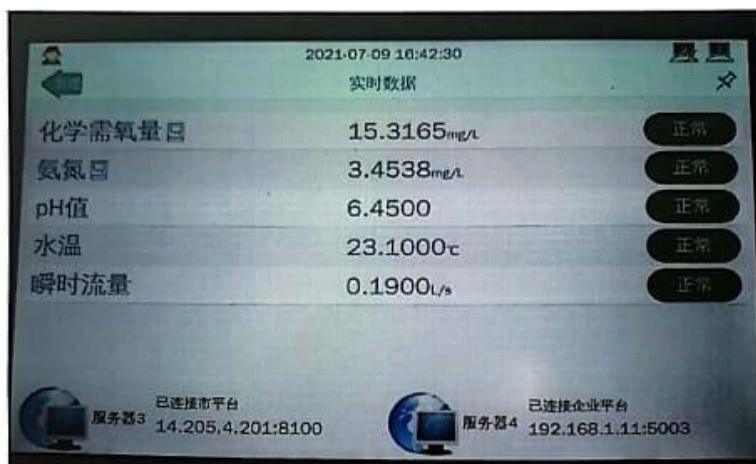 2021-07-09 16:42:30
实时数据
化学需氧量 15.3165mg/L 正常
氨氮 3.4538mg/L 正常
pH值 6.4500 正常
水温 23.1000℃ 正常
瞬时流量 0.1900L/s 正常
服务器3 已连接市平台
14.205.4.201:8100
服务器4 已连接企业平台
192.168.1.11:5003